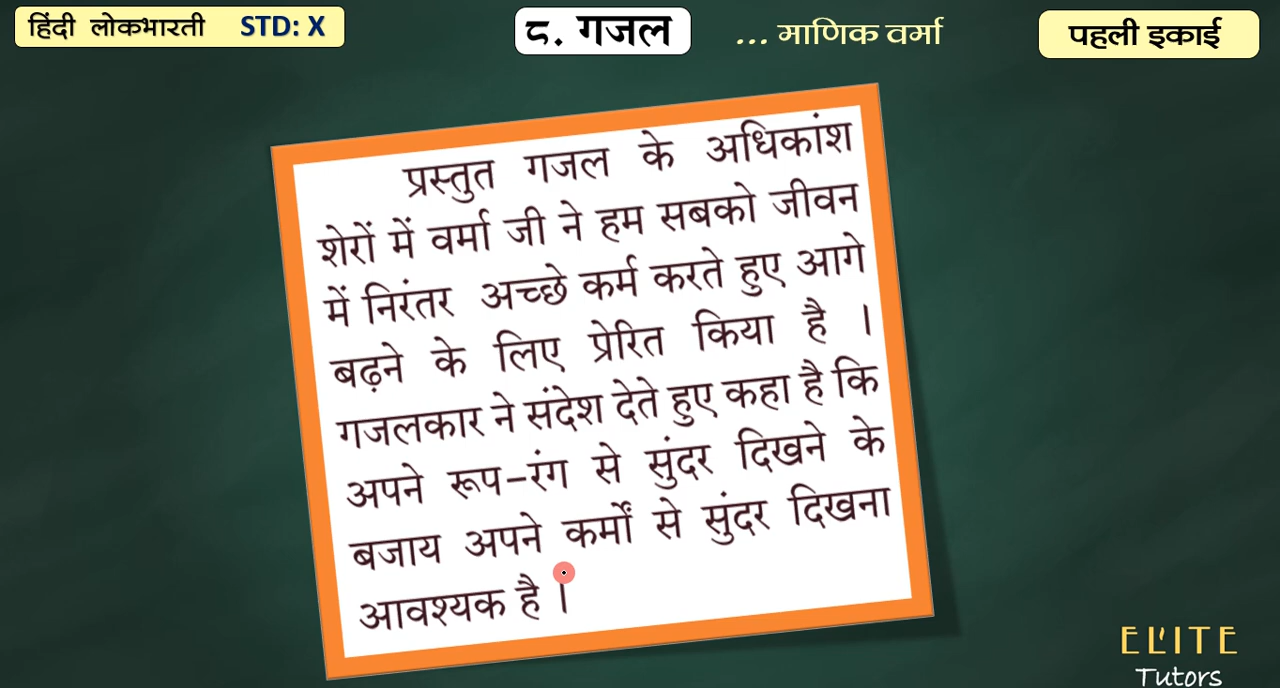 हिंदी लोकभारती STD: X
८. गजल
... माणिक वर्मा
पहली इकाई
प्रस्तुत गजल के अधिकांश
शेरों में वर्मा जी ने हम सबको जीवन
में निरंतर अच्छे कर्म करते हुए आगे
बढ़ने के लिए प्रेरित किया है ।
गजलकार ने संदेश देते हुए कहा है कि
अपने रूप-रंग से सुंदर दिखने के
बजाय अपने कर्मों से सुंदर दिखना
आवश्यक है ।
ELITE
Tutors